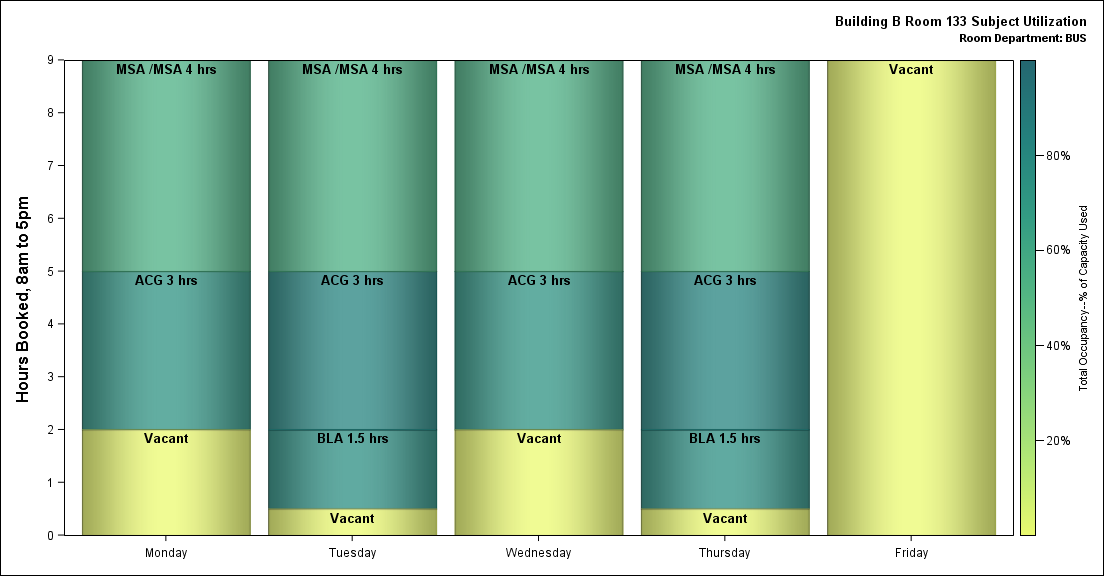 Building B Room 133 Subject Utilization
Room Department: BUS
Hours Booked, 8am to 5pm
9
8
7
6
5
4
3
2
1
0
MSA /MSA 4 hrs
ACG 3 hrs
Vacant
MSA /MSA 4 hrs
ACG 3 hrs
BLA 1.5 hrs
Vacant
MSA /MSA 4 hrs
ACG 3 hrs
Vacant
MSA /MSA 4 hrs
ACG 3 hrs
BLA 1.5 hrs
Vacant
Vacant
Monday
Tuesday
Wednesday
Thursday
Friday
80%
60%
40%
20%
Total Occupancy--% of Capacity Used